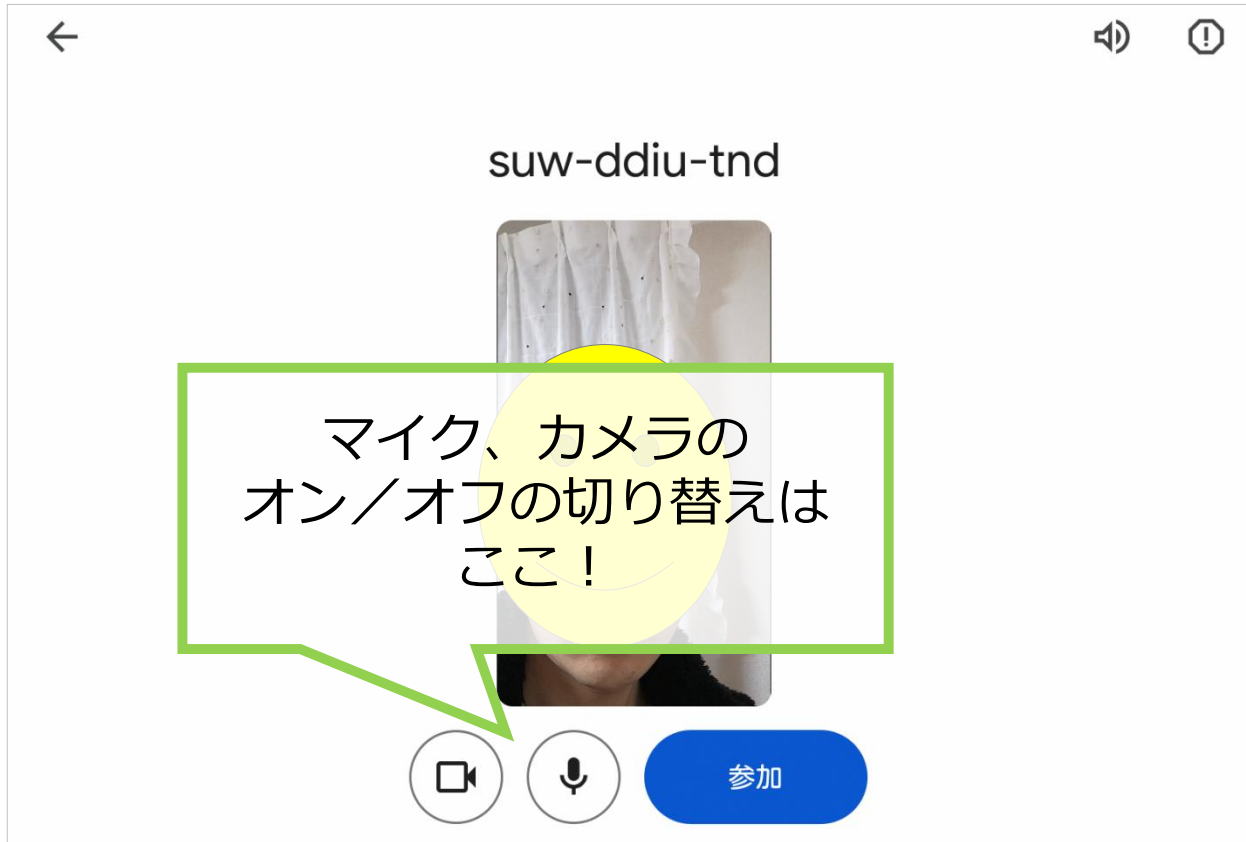 suw-ddiu-tnd
マイク、カメラの
オン／オフの切り替えは
ここ！
参加